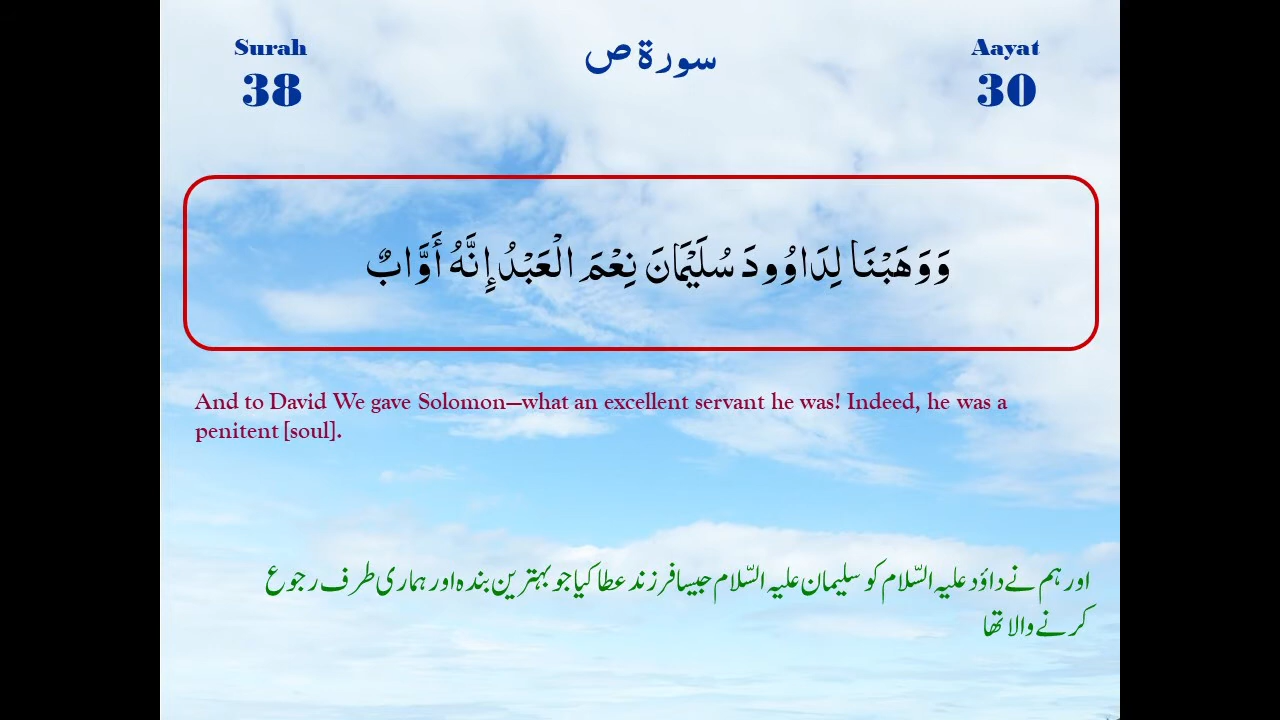 Surah
38
سورة ص
Aayat
30
وَوَهَبْنَا لِدَاوُودَ سُلَيْمَانَ نِعْمَ الْعَبْدُ إِنَّهُ أَوَّابٌ
And to David We gave Solomon—what an excellent servant he was! Indeed, he was a
penitent [soul].
اور ہم نے داؤد علیہ السّلام کو سلیمان علیہ السّلام جیسا فرزند عطا کیا جو بہترین بندہ اور ہماری طرف رجوع
کرنے والا تھا